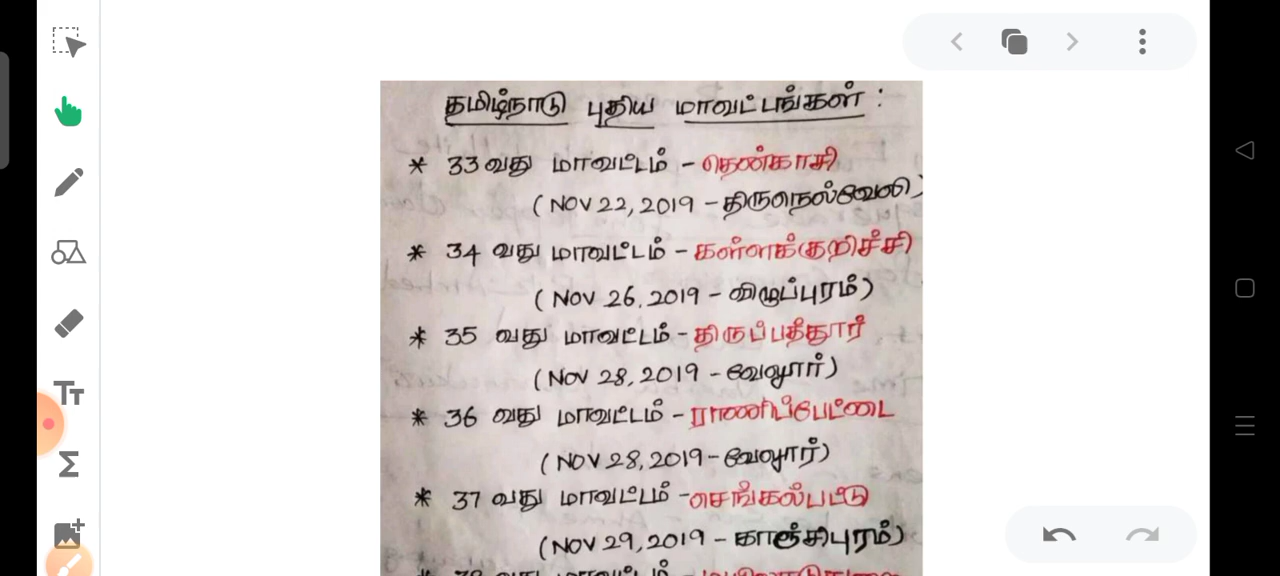 தமிழ்நாடு புதிய மாவட்டங்கள் :
* 33 வது மாவட்டம் - தென்காசி
(NOV 22, 2019 - திருநெல்வேலி)
* 34 வது மாவட்டம் - கள்ளக்குறிச்சி
(NOV 26, 2019 - விழுப்புரம்)
* 35 வது மாவட்டம் - திருப்பத்தூர்
(NOV 28, 2019 - வேலூர்)
* 36 வது மாவட்டம் - ராணிப்பேட்டை
(NOV 28, 2019 - வேலூர்)
* 37 வது மாவட்டம் - செங்கல்பட்டு
(NOV 29, 2019 - காஞ்சிபுரம்)